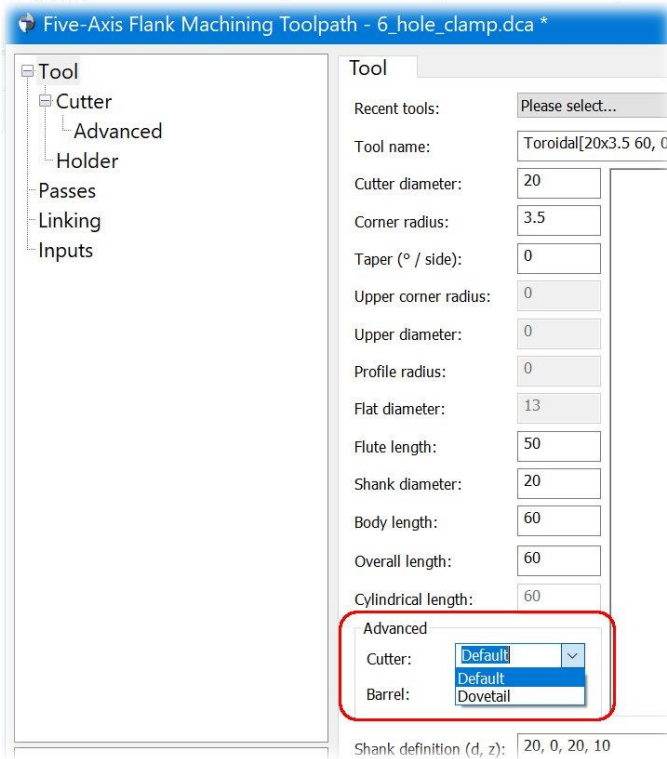 Five-Axis Flank Machining Toolpath - 6_hole_clamp.dca *
Tool
Cutter
Advanced
Holder
Passes
Linking
Inputs
Tool
Recent tools: Please select...
Tool name: Toroidal[20x3.5 60, 0
Cutter diameter: 20
Corner radius: 3.5
Taper (° / side): 0
Upper corner radius: 0
Upper diameter: 0
Profile radius: 0
Flat diameter: 13
Flute length: 50
Shank diameter: 20
Body length: 60
Overall length: 60
Cylindrical length: 60
Advanced
Cutter: Default
Default
Barrel: Dovetail
Shank definition (d, z): 20, 0, 20, 10